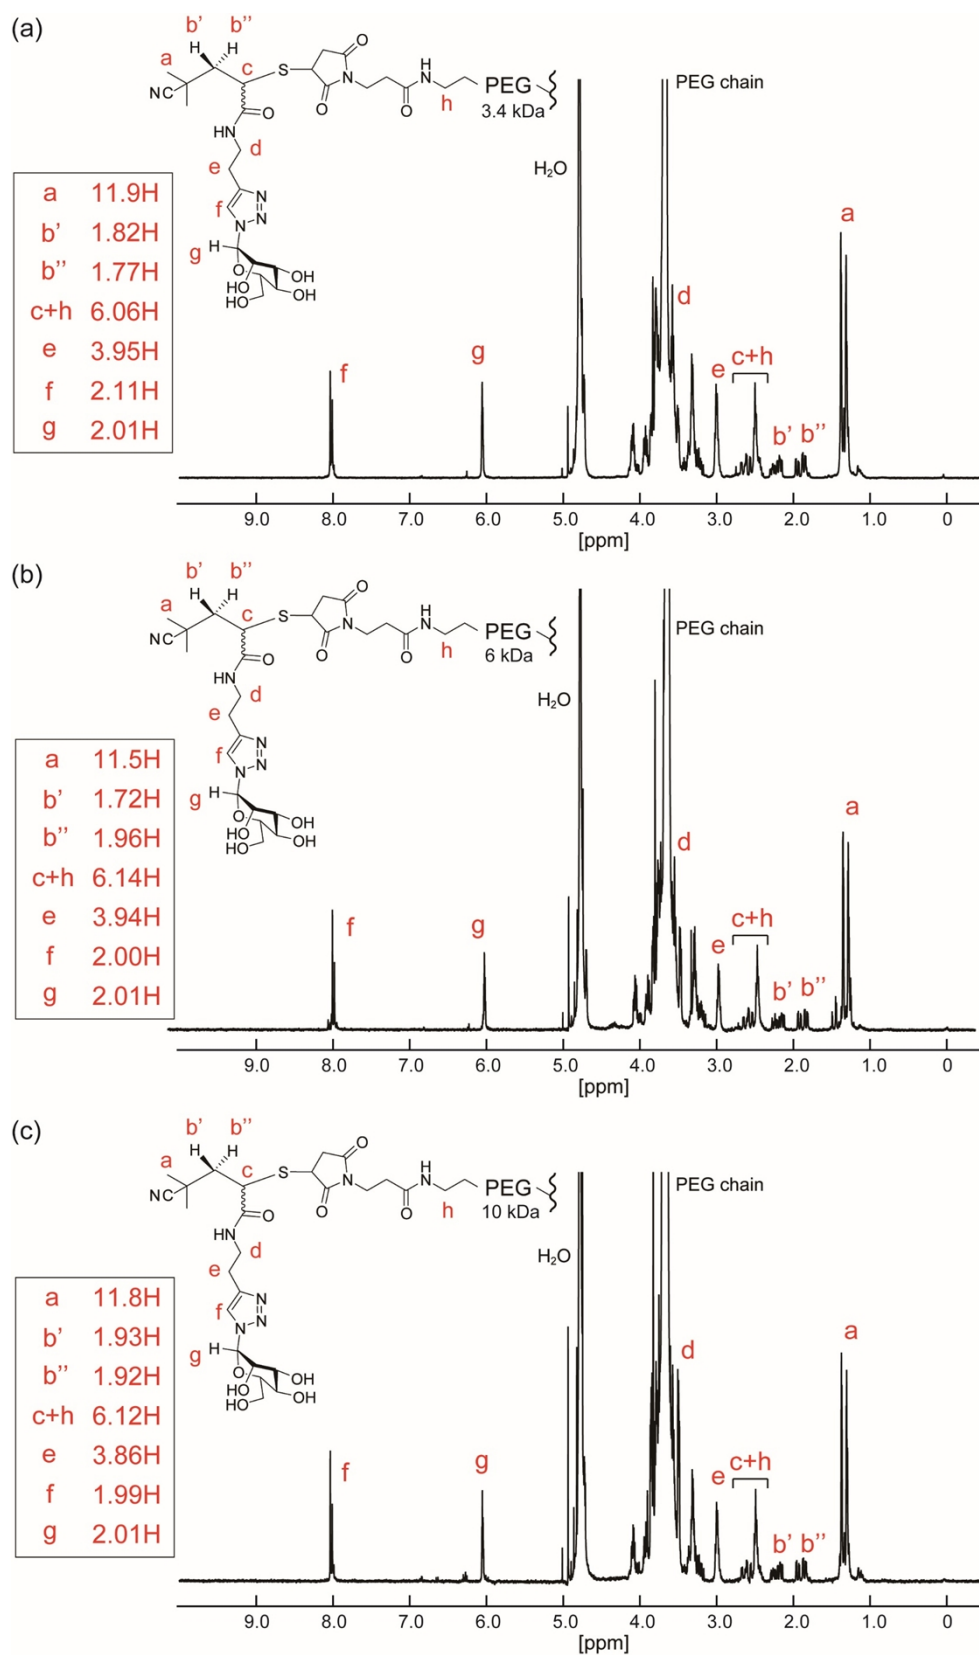 (a)
b’ b’’
H H
a c S O
NC N H N PEG
O O h 3.4 kDa
HN O d
e
f N N N
g H O OH
HO OH
HO
PEG chain
H₂O
a 11.9H
b’ 1.82H
b’’ 1.77H
c+h 6.06H
e 3.95H
f 2.11H
g 2.01H
f g d e c+h b’ b’’ a
9.0 8.0 7.0 6.0 5.0 4.0 3.0 2.0 1.0 0
[ppm]
(b)
b’ b’’
H H
a c S O
NC N H N PEG
O O h 6 kDa
HN O d
e
f N N N
g H O OH
HO OH
HO
PEG chain
H₂O
a 11.5H
b’ 1.72H
b’’ 1.96H
c+h 6.14H
e 3.94H
f 2.00H
g 2.01H
f g d e c+h b’ b’’ a
9.0 8.0 7.0 6.0 5.0 4.0 3.0 2.0 1.0 0
[ppm]
(c)
b’ b’’
H H
a c S O
NC N H N PEG
O O h 10 kDa
HN O d
e
f N N N
g H O OH
HO OH
HO
PEG chain
H₂O
a 11.8H
b’ 1.93H
b’’ 1.92H
c+h 6.12H
e 3.86H
f 1.99H
g 2.01H
f g d e c+h b’ b’’ a
9.0 8.0 7.0 6.0 5.0 4.0 3.0 2.0 1.0 0
[ppm]